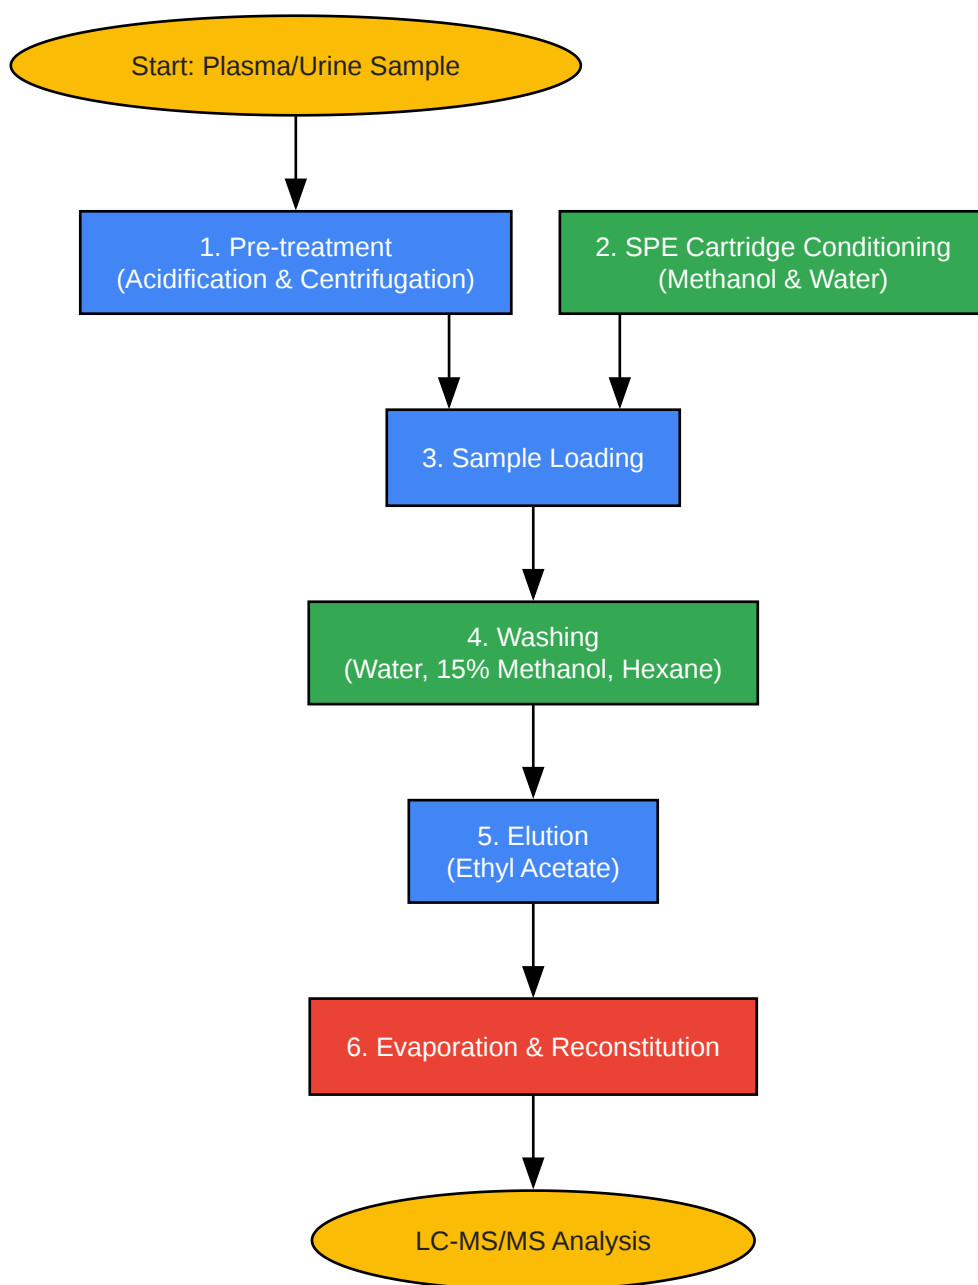 Start: Plasma/Urine Sample
1. Pre-treatment
(Acidification & Centrifugation)
2. SPE Cartridge Conditioning
(Methanol & Water)
3. Sample Loading
4. Washing
(Water, 15% Methanol, Hexane)
5. Elution
(Ethyl Acetate)
6. Evaporation & Reconstitution
LC-MS/MS Analysis